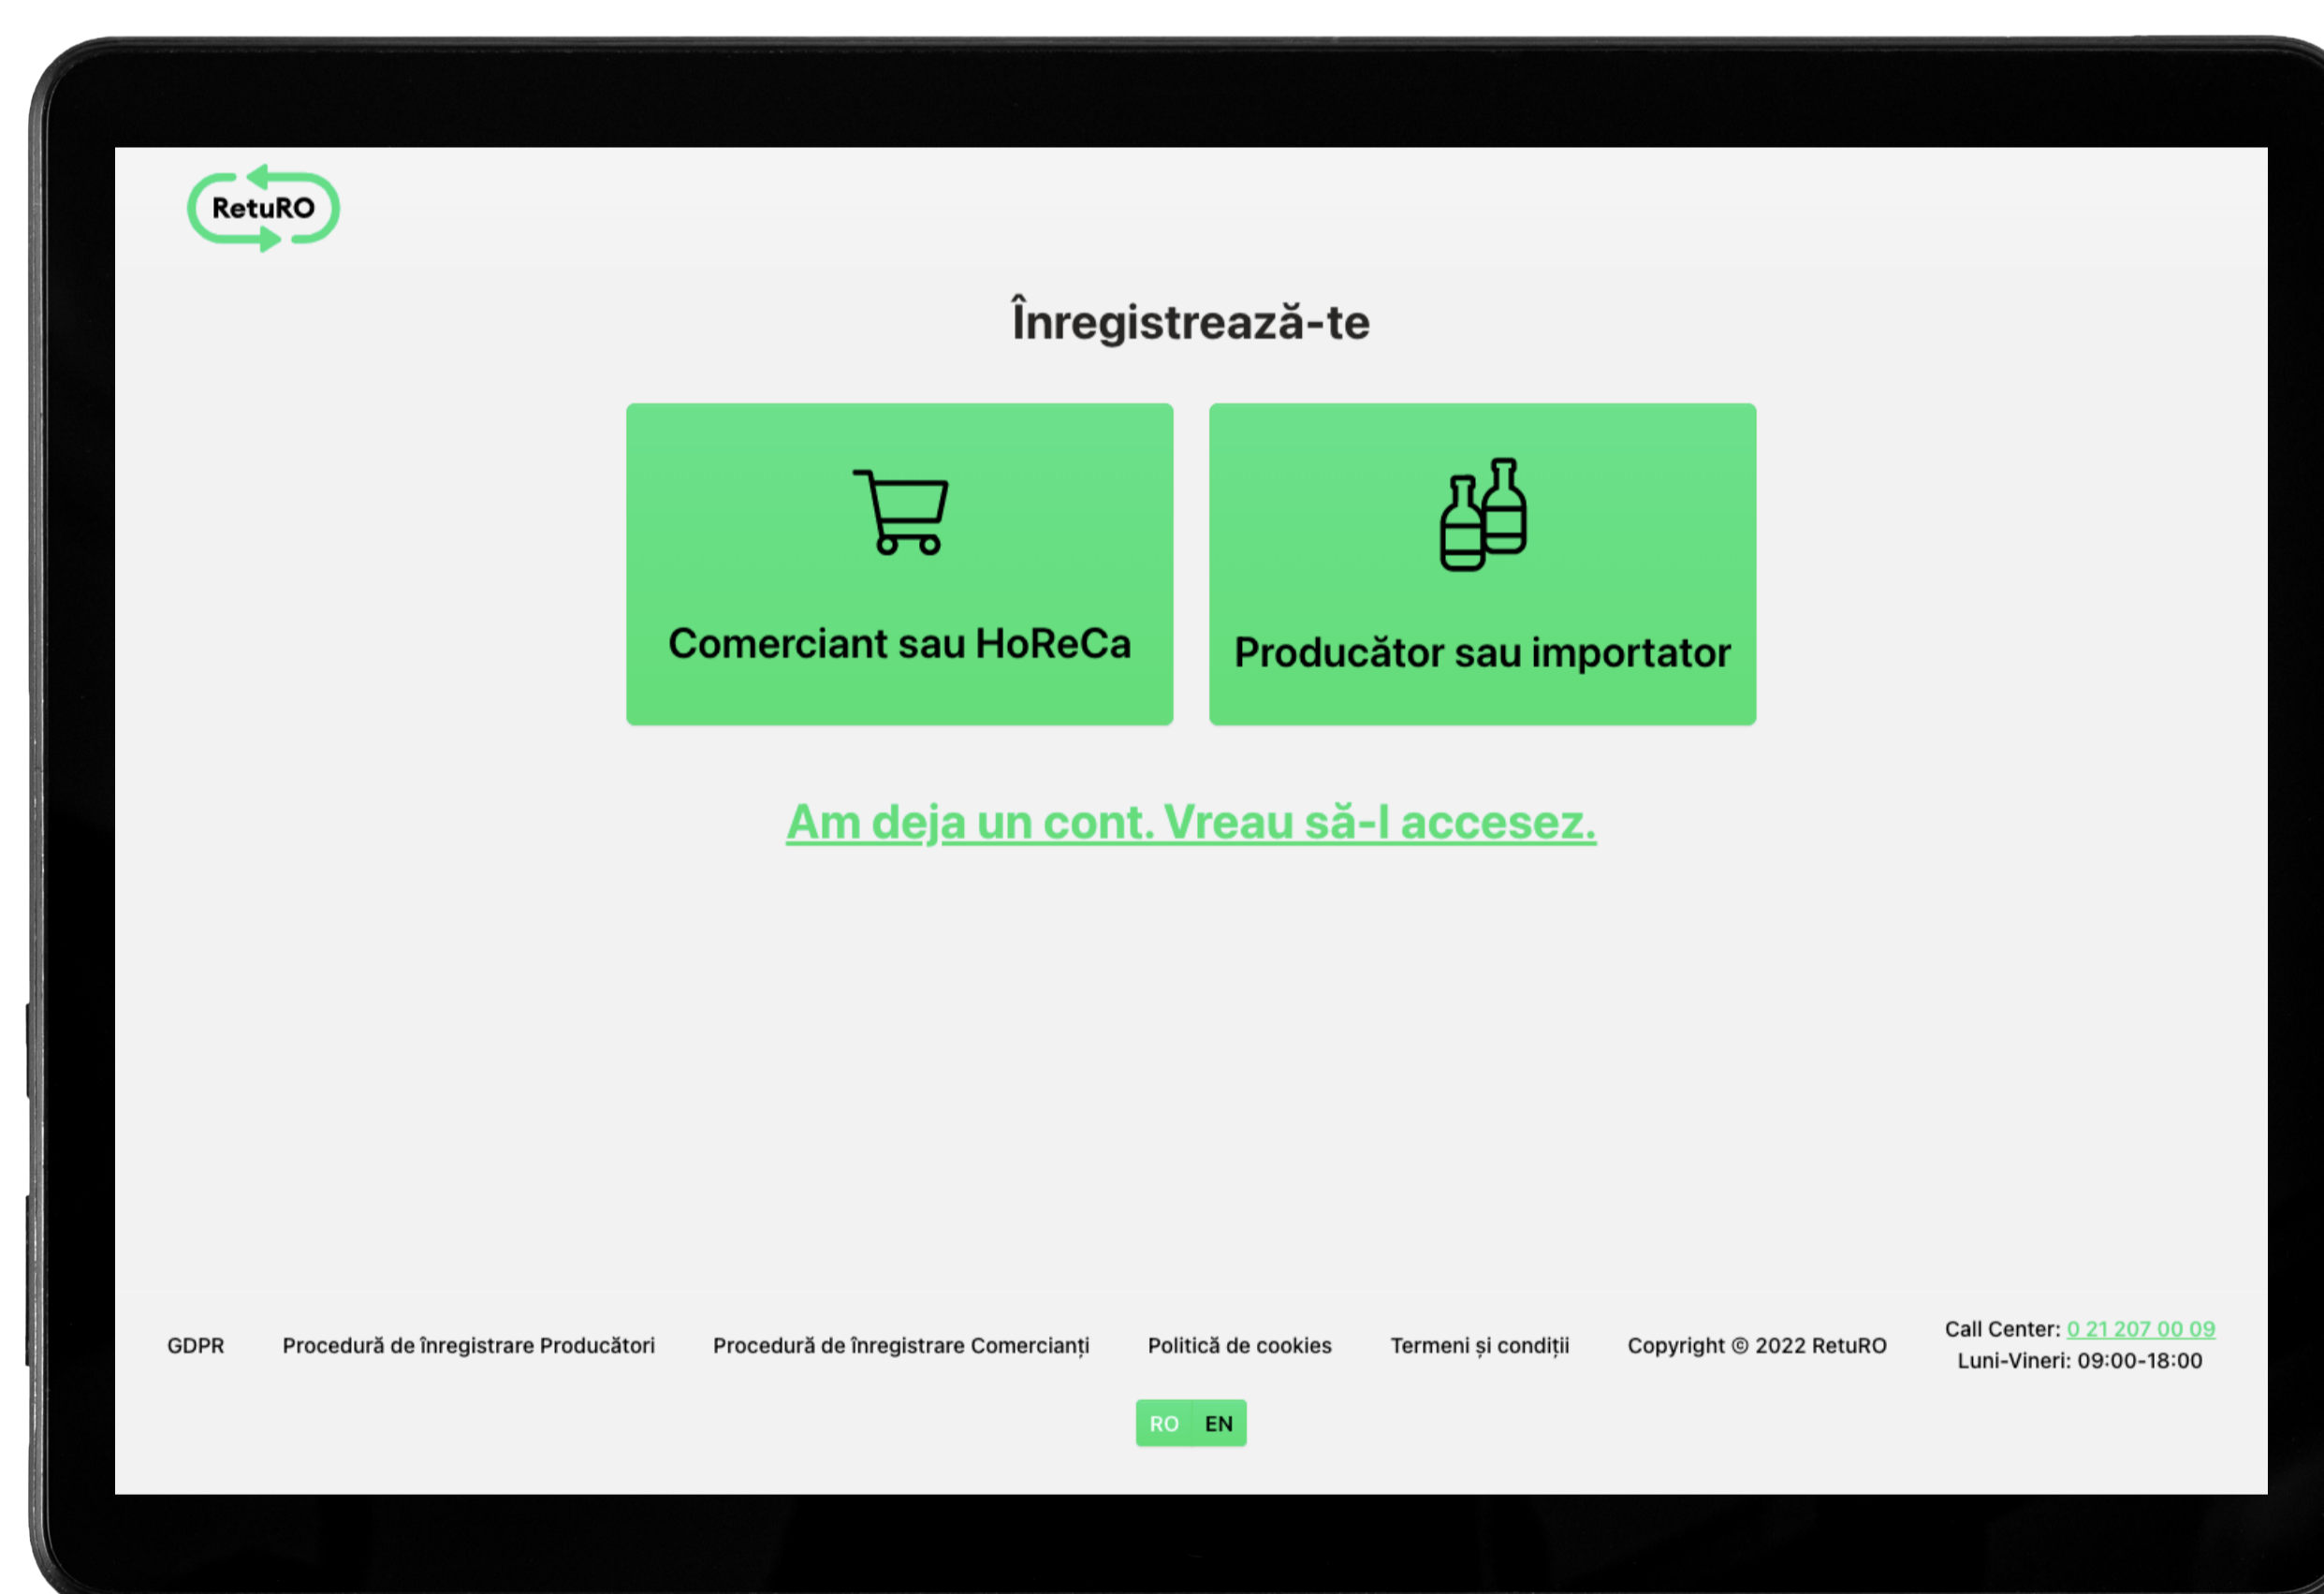 RetuRO
Înregistrează-te
Comerciant sau HoReCa
Producător sau importator
Am deja un cont. Vreau să-l accesez.
GDPR
Procedură de înregistrare Producători
Procedură de înregistrare Comercianți
Politică de cookies
Termeni și condiții
Copyright © 2022 RetuRO
Call Center: 0 21 207 00 09
Luni-Vineri: 09:00-18:00
RO EN